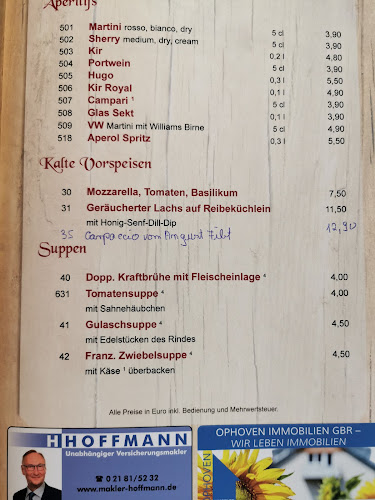 Aperitifs
501 Martini rosso, bianco, dry 5 cl 3,90
502 Sherry medium, dry, cream 5 cl 3,90
503 Kir 0,2 l 4,80
504 Portwein 5 cl 3,90
505 Hugo 0,3 l 5,50
506 Kir Royal 0,1 l 4,90
507 Campari ¹ 5 cl 3,90
508 Glas Sekt 0,1 l 3,90
509 VW Martini mit Williams Birne 5 cl 4,90
518 Aperol Spritz 0,3 l 5,50
Kalte Vorspeisen
30 Mozzarella, Tomaten, Basilikum 7,50
31 Geräucherter Lachs auf Reibeküchlein 11,50
mit Honig-Senf-Dill-Dip
35 Carpaccio vom 12,90
Suppen
40 Dopp. Kraftbrühe mit Fleischeinlage ⁴ 4,00
631 Tomatensuppe ⁴ 4,00
mit Sahnehäubchen
41 Gulaschsuppe ⁴ 4,50
mit Edelstücken des Rindes
42 Franz. Zwiebelsuppe ⁴ 4,50
mit Käse ¹ überbacken
Alle Preise in Euro inkl. Bedienung und Mehrwertsteuer.
HOFFMANN
Unabhängiger Versicherungsmakler
☎ 0 21 81/52 32
www.makler-hoffmann.de
OPHOVEN IMMOBILIEN GBR –
WIR LEBEN IMMOBILIEN
OPHOVEN